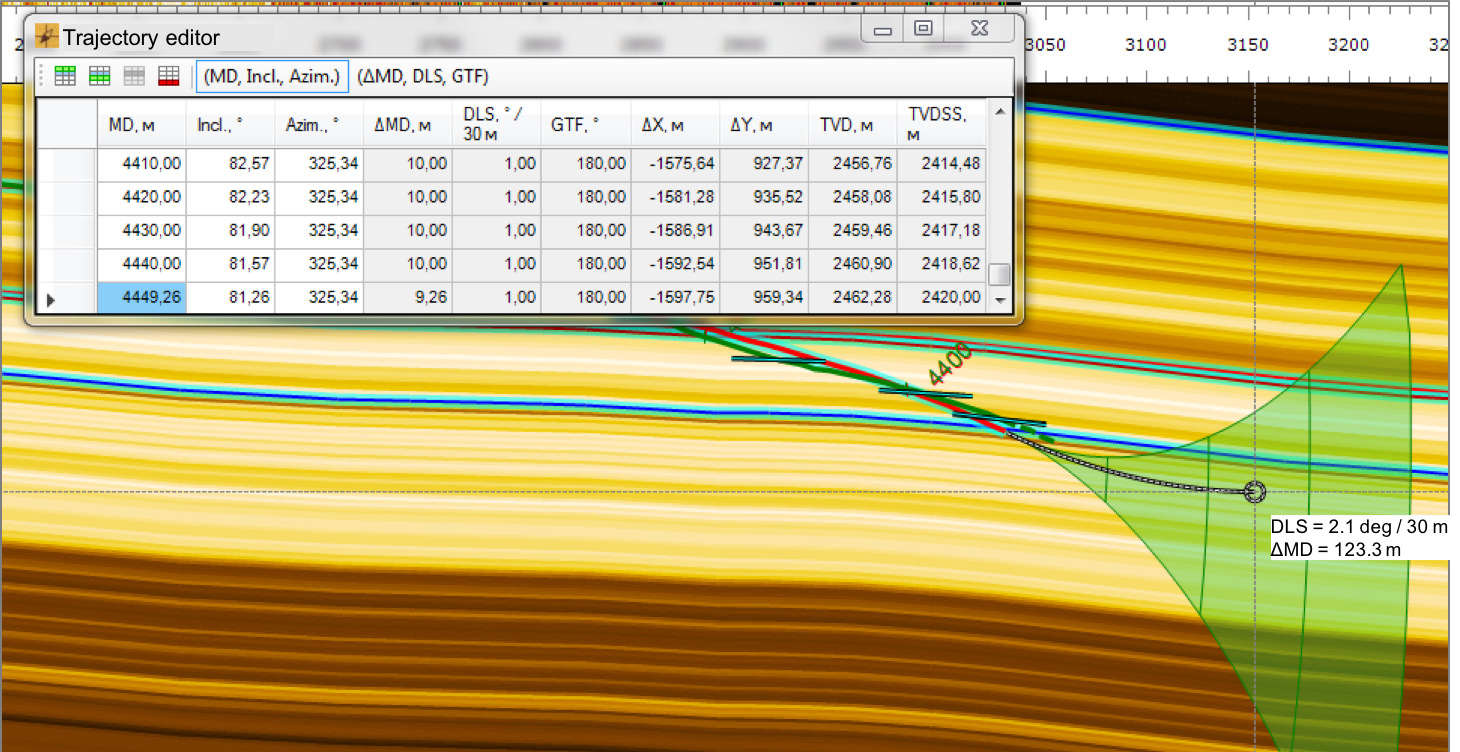 Trajectory editor
3050 3100 3150 3200 32
(MD, Incl., Azim.) (ΔMD, DLS, GTF)
MD, м Incl., ° Azim., ° ΔMD, м DLS, ° / 30 м GTF, ° ΔX, м ΔY, м TVD, м TVDSS, м
4410,00 82,57 325,34 10,00 1,00 180,00 -1575,64 927,37 2456,76 2414,48
4420,00 82,23 325,34 10,00 1,00 180,00 -1581,28 935,52 2458,08 2415,80
4430,00 81,90 325,34 10,00 1,00 180,00 -1586,91 943,67 2459,46 2417,18
4440,00 81,57 325,34 10,00 1,00 180,00 -1592,54 951,81 2460,90 2418,62
4449,26 81,26 325,34 9,26 1,00 180,00 -1597,75 959,34 2462,28 2420,00
4400
DLS = 2.1 deg / 30 m
ΔMD = 123.3 m